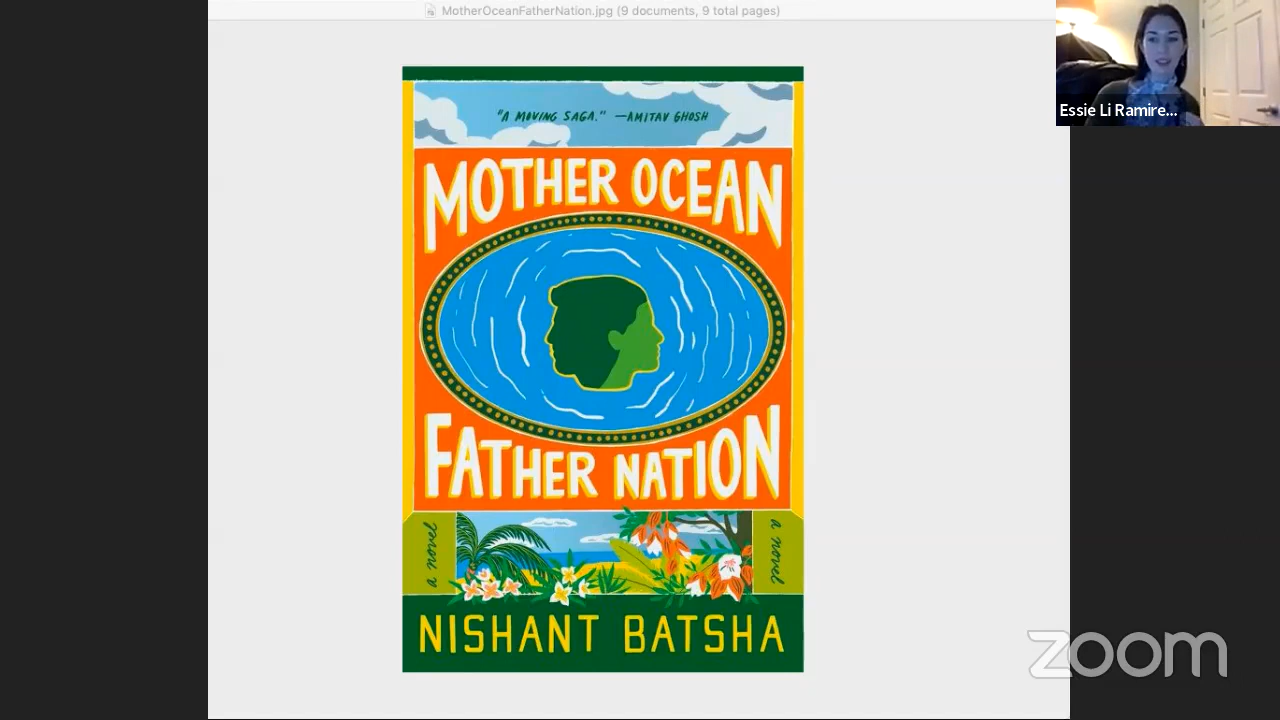 MotherOceanFatherNation.jpg (9 documents, 9 total pages)
Essie Li Ramire...
"A MOVING SAGA." —AMITAV GHOSH
MOTHER OCEAN
FATHER NATION
a novel
a novel
NISHANT BATSHA
zoom